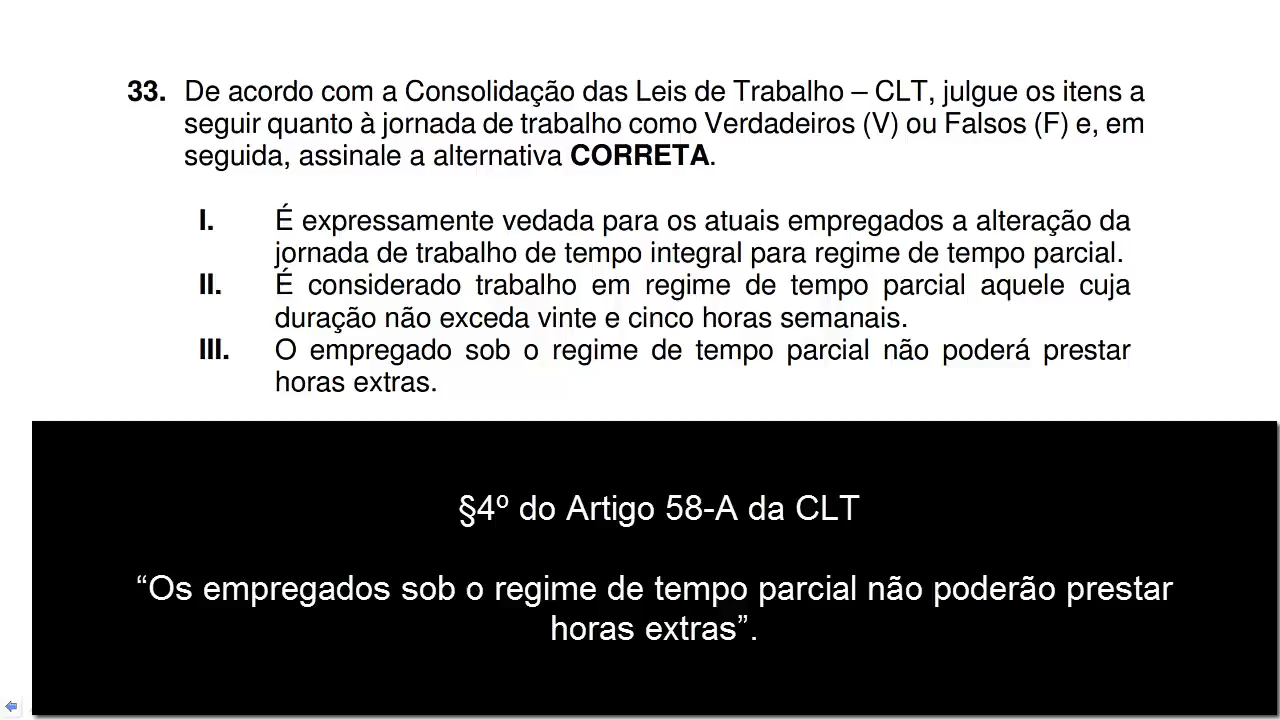 33. De acordo com a Consolidação das Leis de Trabalho – CLT, julgue os itens a
seguir quanto à jornada de trabalho como Verdadeiros (V) ou Falsos (F) e, em
seguida, assinale a alternativa CORRETA.
I. É expressamente vedada para os atuais empregados a alteração da
jornada de trabalho de tempo integral para regime de tempo parcial.
II. É considerado trabalho em regime de tempo parcial aquele cuja
duração não exceda vinte e cinco horas semanais.
III. O empregado sob o regime de tempo parcial não poderá prestar
horas extras.
§4º do Artigo 58-A da CLT
“Os empregados sob o regime de tempo parcial não poderão prestar
horas extras”.